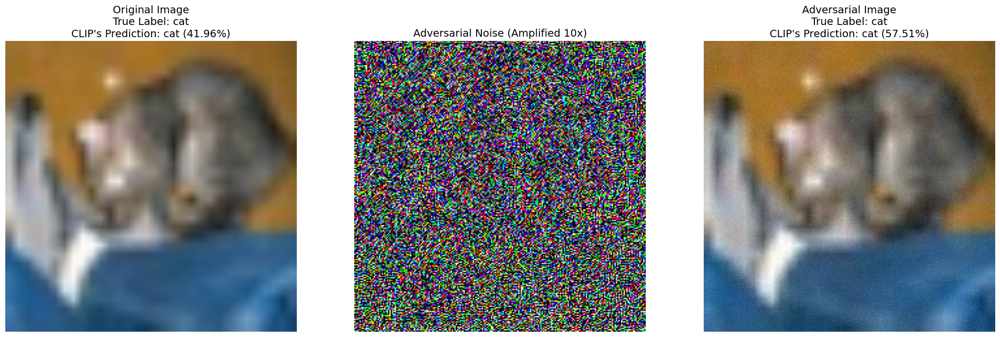 Original Image
True Label: cat
CLIP's Prediction: cat (41.96%)
Adversarial Noise (Amplified 10x)
Adversarial Image
True Label: cat
CLIP's Prediction: cat (57.51%)